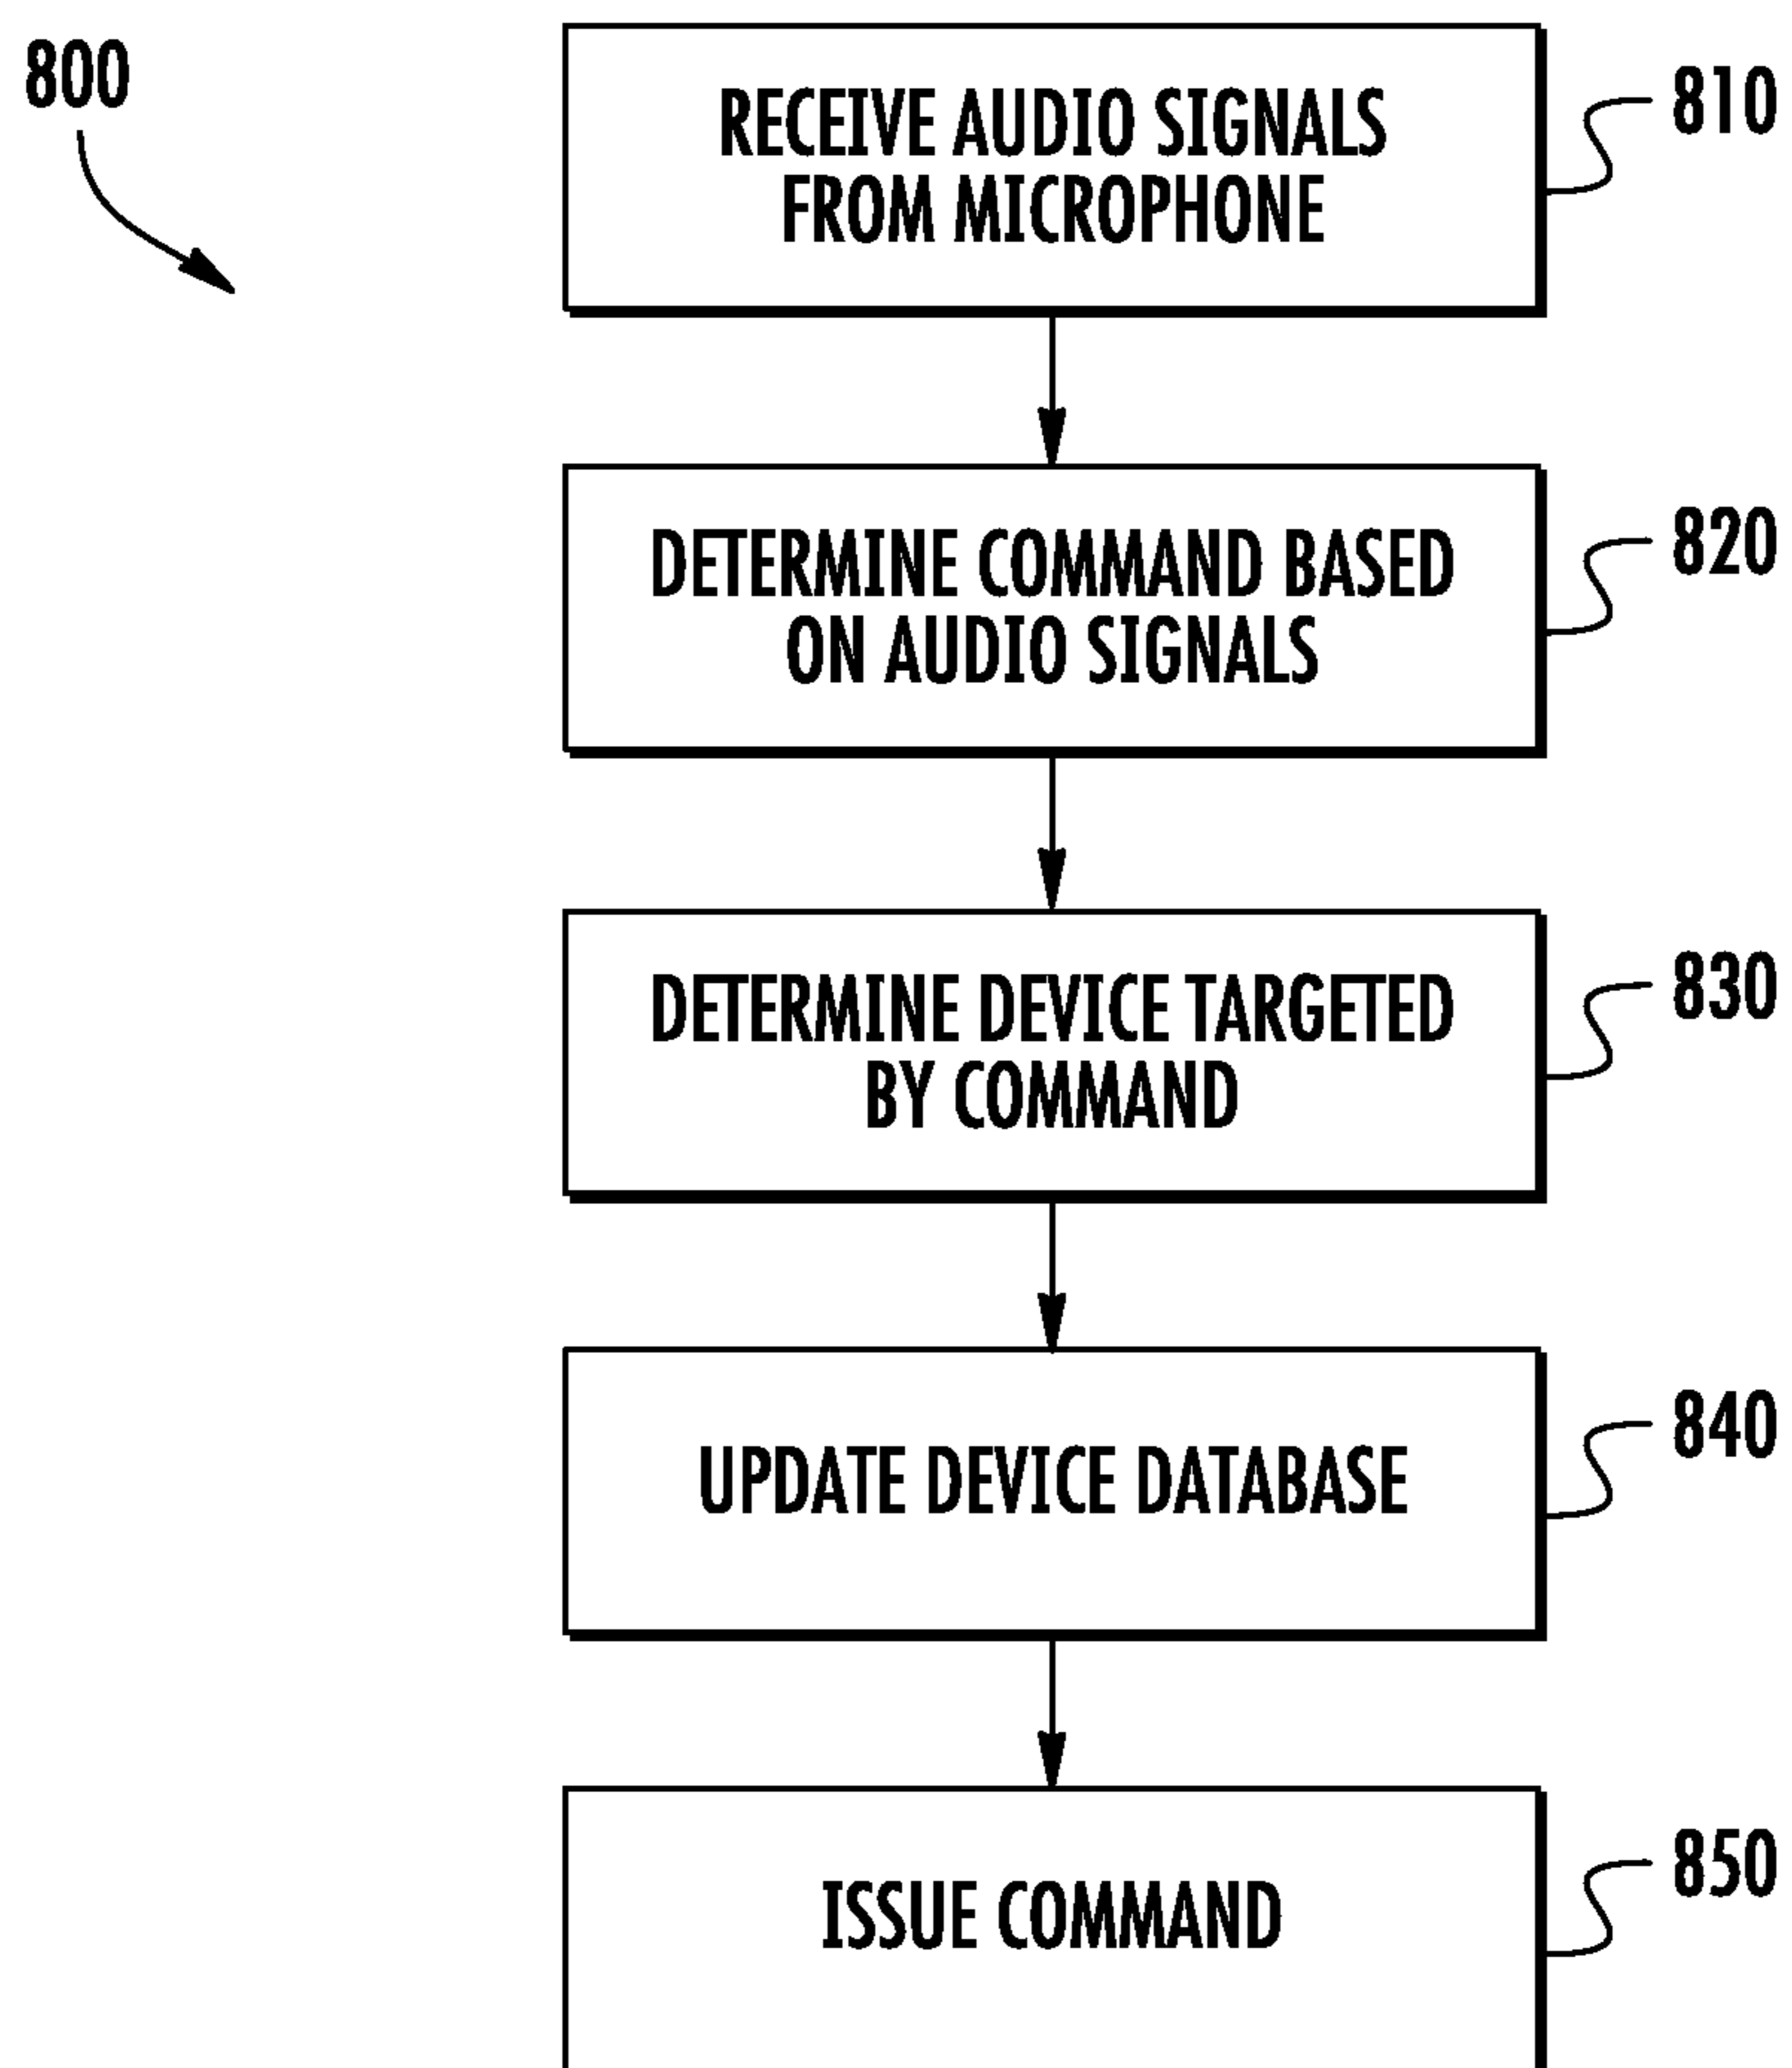 800
RECEIVE AUDIO SIGNALS
FROM MICROPHONE
810
DETERMINE COMMAND BASED
ON AUDIO SIGNALS
820
DETERMINE DEVICE TARGETED
BY COMMAND
830
UPDATE DEVICE DATABASE
840
ISSUE COMMAND
850